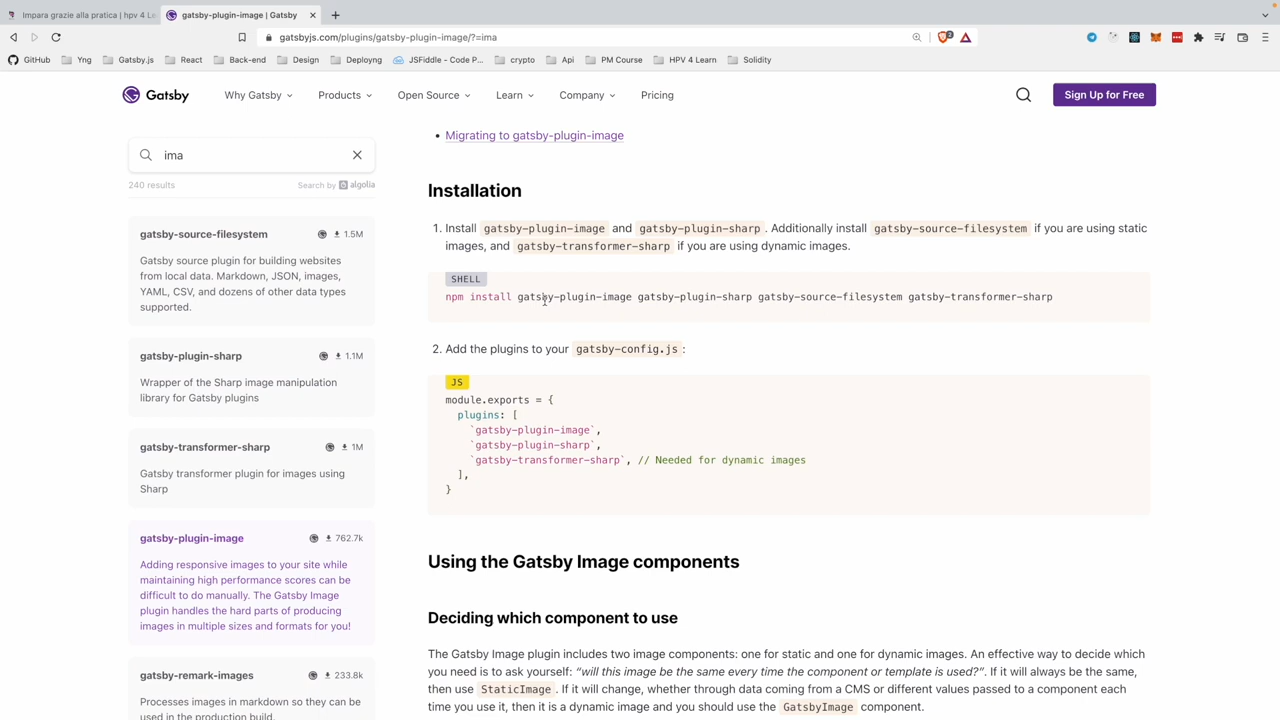 Impara grazie alla pratica | hpv 4 Le
gatsby-plugin-image | Gatsby
gatsbyjs.com/plugins/gatsby-plugin-image/?=ima
GitHub Yng Gatsby.js React Back-end Design Deployng JSFiddle - Code P... crypto Api PM Course HPV 4 Learn Solidity
Gatsby Why Gatsby Products Open Source Learn Company Pricing Sign Up for Free
ima
240 results Search by algolia
gatsby-source-filesystem 1.5M
Gatsby source plugin for building websites
from local data. Markdown, JSON, images,
YAML, CSV, and dozens of other data types
supported.
gatsby-plugin-sharp 1.1M
Wrapper of the Sharp image manipulation
library for Gatsby plugins
gatsby-transformer-sharp 1M
Gatsby transformer plugin for images using
Sharp
gatsby-plugin-image 762.7k
Adding responsive images to your site while
maintaining high performance scores can be
difficult to do manually. The Gatsby Image
plugin handles the hard parts of producing
images in multiple sizes and formats for you!
gatsby-remark-images 233.8k
Processes images in markdown so they can be
used in the production build.
• Migrating to gatsby-plugin-image
Installation
1. Install gatsby-plugin-image and gatsby-plugin-sharp. Additionally install gatsby-source-filesystem if you are using static
images, and gatsby-transformer-sharp if you are using dynamic images.
SHELL
npm install gatsby-plugin-image gatsby-plugin-sharp gatsby-source-filesystem gatsby-transformer-sharp
2. Add the plugins to your gatsby-config.js:
JS
module.exports = {
plugins: [
`gatsby-plugin-image`,
`gatsby-plugin-sharp`,
`gatsby-transformer-sharp`, // Needed for dynamic images
],
}
Using the Gatsby Image components
Deciding which component to use
The Gatsby Image plugin includes two image components: one for static and one for dynamic images. An effective way to decide which
you need is to ask yourself: “will this image be the same every time the component or template is used?”. If it will always be the same,
then use StaticImage. If it will change, whether through data coming from a CMS or different values passed to a component each
time you use it, then it is a dynamic image and you should use the GatsbyImage component.